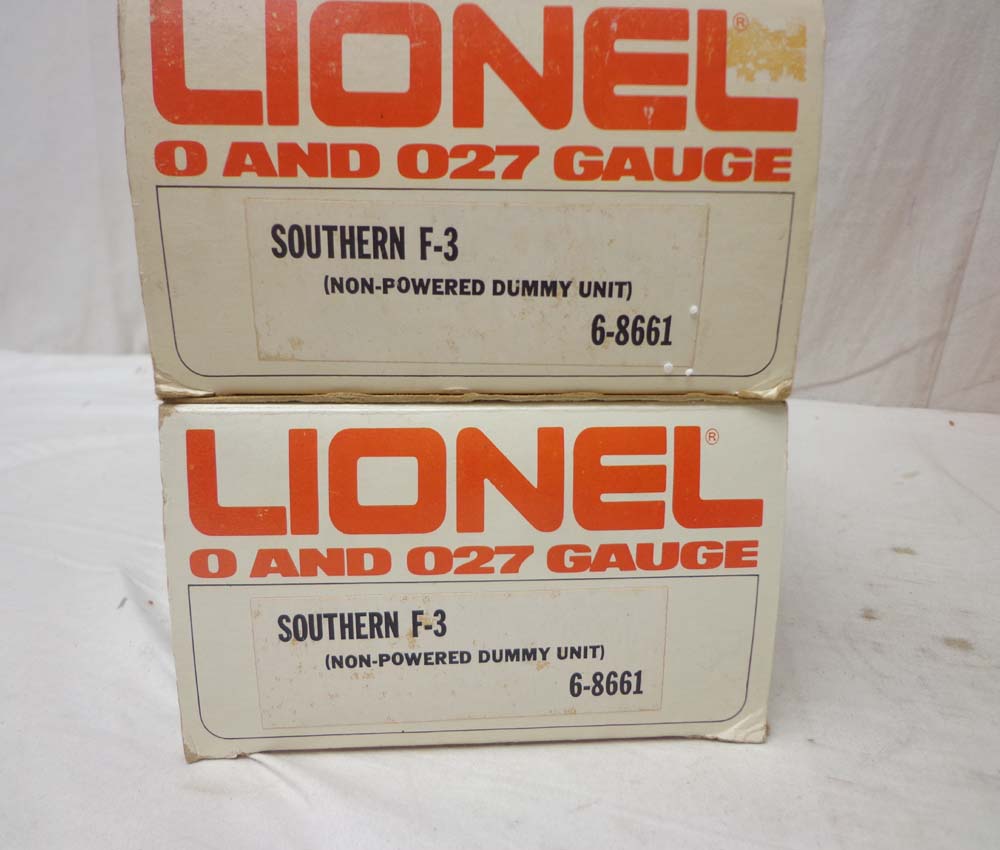 LIONEL®
O AND O27 GAUGE
SOUTHERN F-3
(NON-POWERED DUMMY UNIT)
6-8661
LIONEL®
O AND O27 GAUGE
SOUTHERN F-3
(NON-POWERED DUMMY UNIT)
6-8661